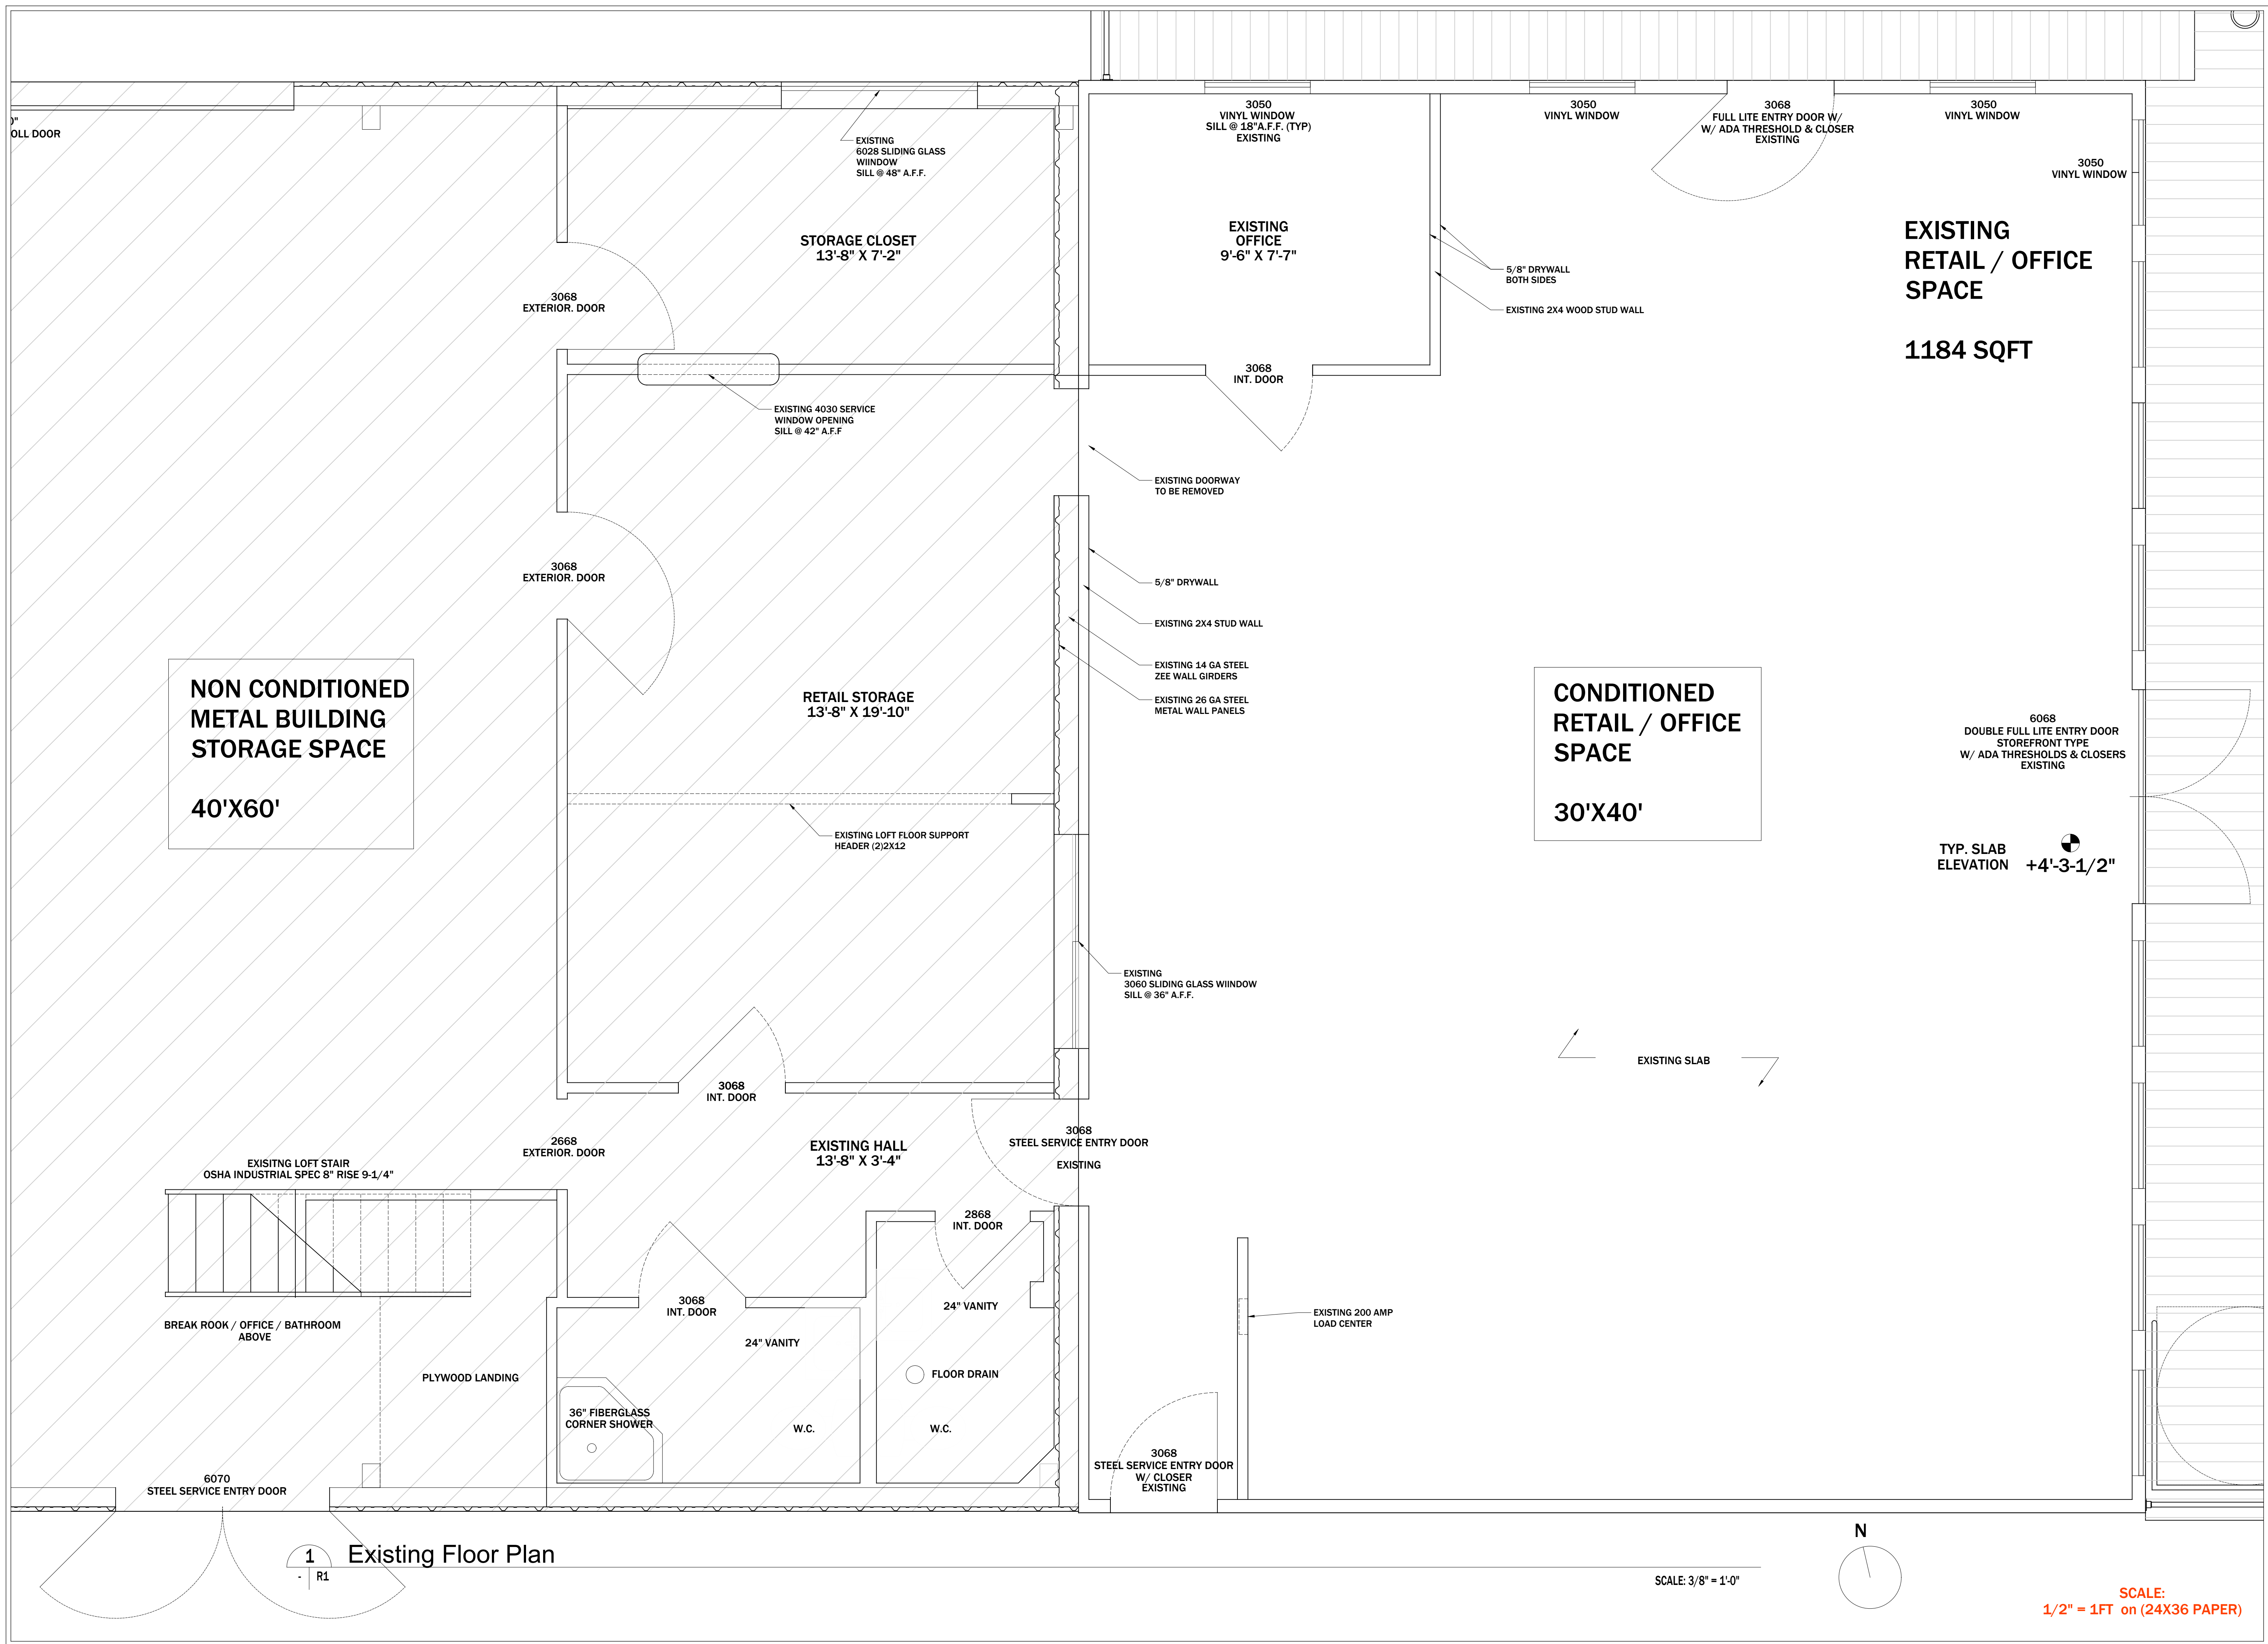 0"
OLL DOOR
EXISTING
6028 SLIDING GLASS
WIINDOW
SILL @ 48" A.F.F.
STORAGE CLOSET
13'-8" X 7'-2"
3068
EXTERIOR. DOOR
EXISTING 4030 SERVICE
WINDOW OPENING
SILL @ 42" A.F.F
3050
VINYL WINDOW
SILL @ 18"A.F.F. (TYP)
EXISTING
EXISTING
OFFICE
9'-6" X 7'-7"
3068
INT. DOOR
3050
VINYL WINDOW
3068
FULL LITE ENTRY DOOR W/
W/ ADA THRESHOLD & CLOSER
EXISTING
3050
VINYL WINDOW
3050
VINYL WINDOW
5/8" DRYWALL
BOTH SIDES
EXISTING 2X4 WOOD STUD WALL
EXISTING
RETAIL / OFFICE
SPACE
1184 SQFT
EXISTING DOORWAY
TO BE REMOVED
3068
EXTERIOR. DOOR
5/8" DRYWALL
EXISTING 2X4 STUD WALL
EXISTING 14 GA STEEL
ZEE WALL GIRDERS
EXISTING 26 GA STEEL
METAL WALL PANELS
NON CONDITIONED
METAL BUILDING
STORAGE SPACE
40'X60'
RETAIL STORAGE
13'-8" X 19'-10"
EXISTING LOFT FLOOR SUPPORT
HEADER (2)2X12
CONDITIONED
RETAIL / OFFICE
SPACE
30'X40'
6068
DOUBLE FULL LITE ENTRY DOOR
STOREFRONT TYPE
W/ ADA THRESHOLDS & CLOSERS
EXISTING
TYP. SLAB
ELEVATION
+4'-3-1/2"
EXISTING
3060 SLIDING GLASS WIINDOW
SILL @ 36" A.F.F.
EXISTING SLAB
3068
INT. DOOR
2668
EXTERIOR. DOOR
EXISTING HALL
13'-8" X 3'-4"
3068
STEEL SERVICE ENTRY DOOR
EXISTING
EXISITNG LOFT STAIR
OSHA INDUSTRIAL SPEC 8" RISE 9-1/4"
2868
INT. DOOR
3068
INT. DOOR
24" VANITY
24" VANITY
EXISTING 200 AMP
LOAD CENTER
BREAK ROOK / OFFICE / BATHROOM
ABOVE
PLYWOOD LANDING
FLOOR DRAIN
36" FIBERGLASS
CORNER SHOWER
W.C.
W.C.
3068
STEEL SERVICE ENTRY DOOR
W/ CLOSER
EXISTING
6070
STEEL SERVICE ENTRY DOOR
1
Existing Floor Plan
- R1
SCALE: 3/8" = 1'-0"
N
SCALE:
1/2" = 1FT on (24X36 PAPER)